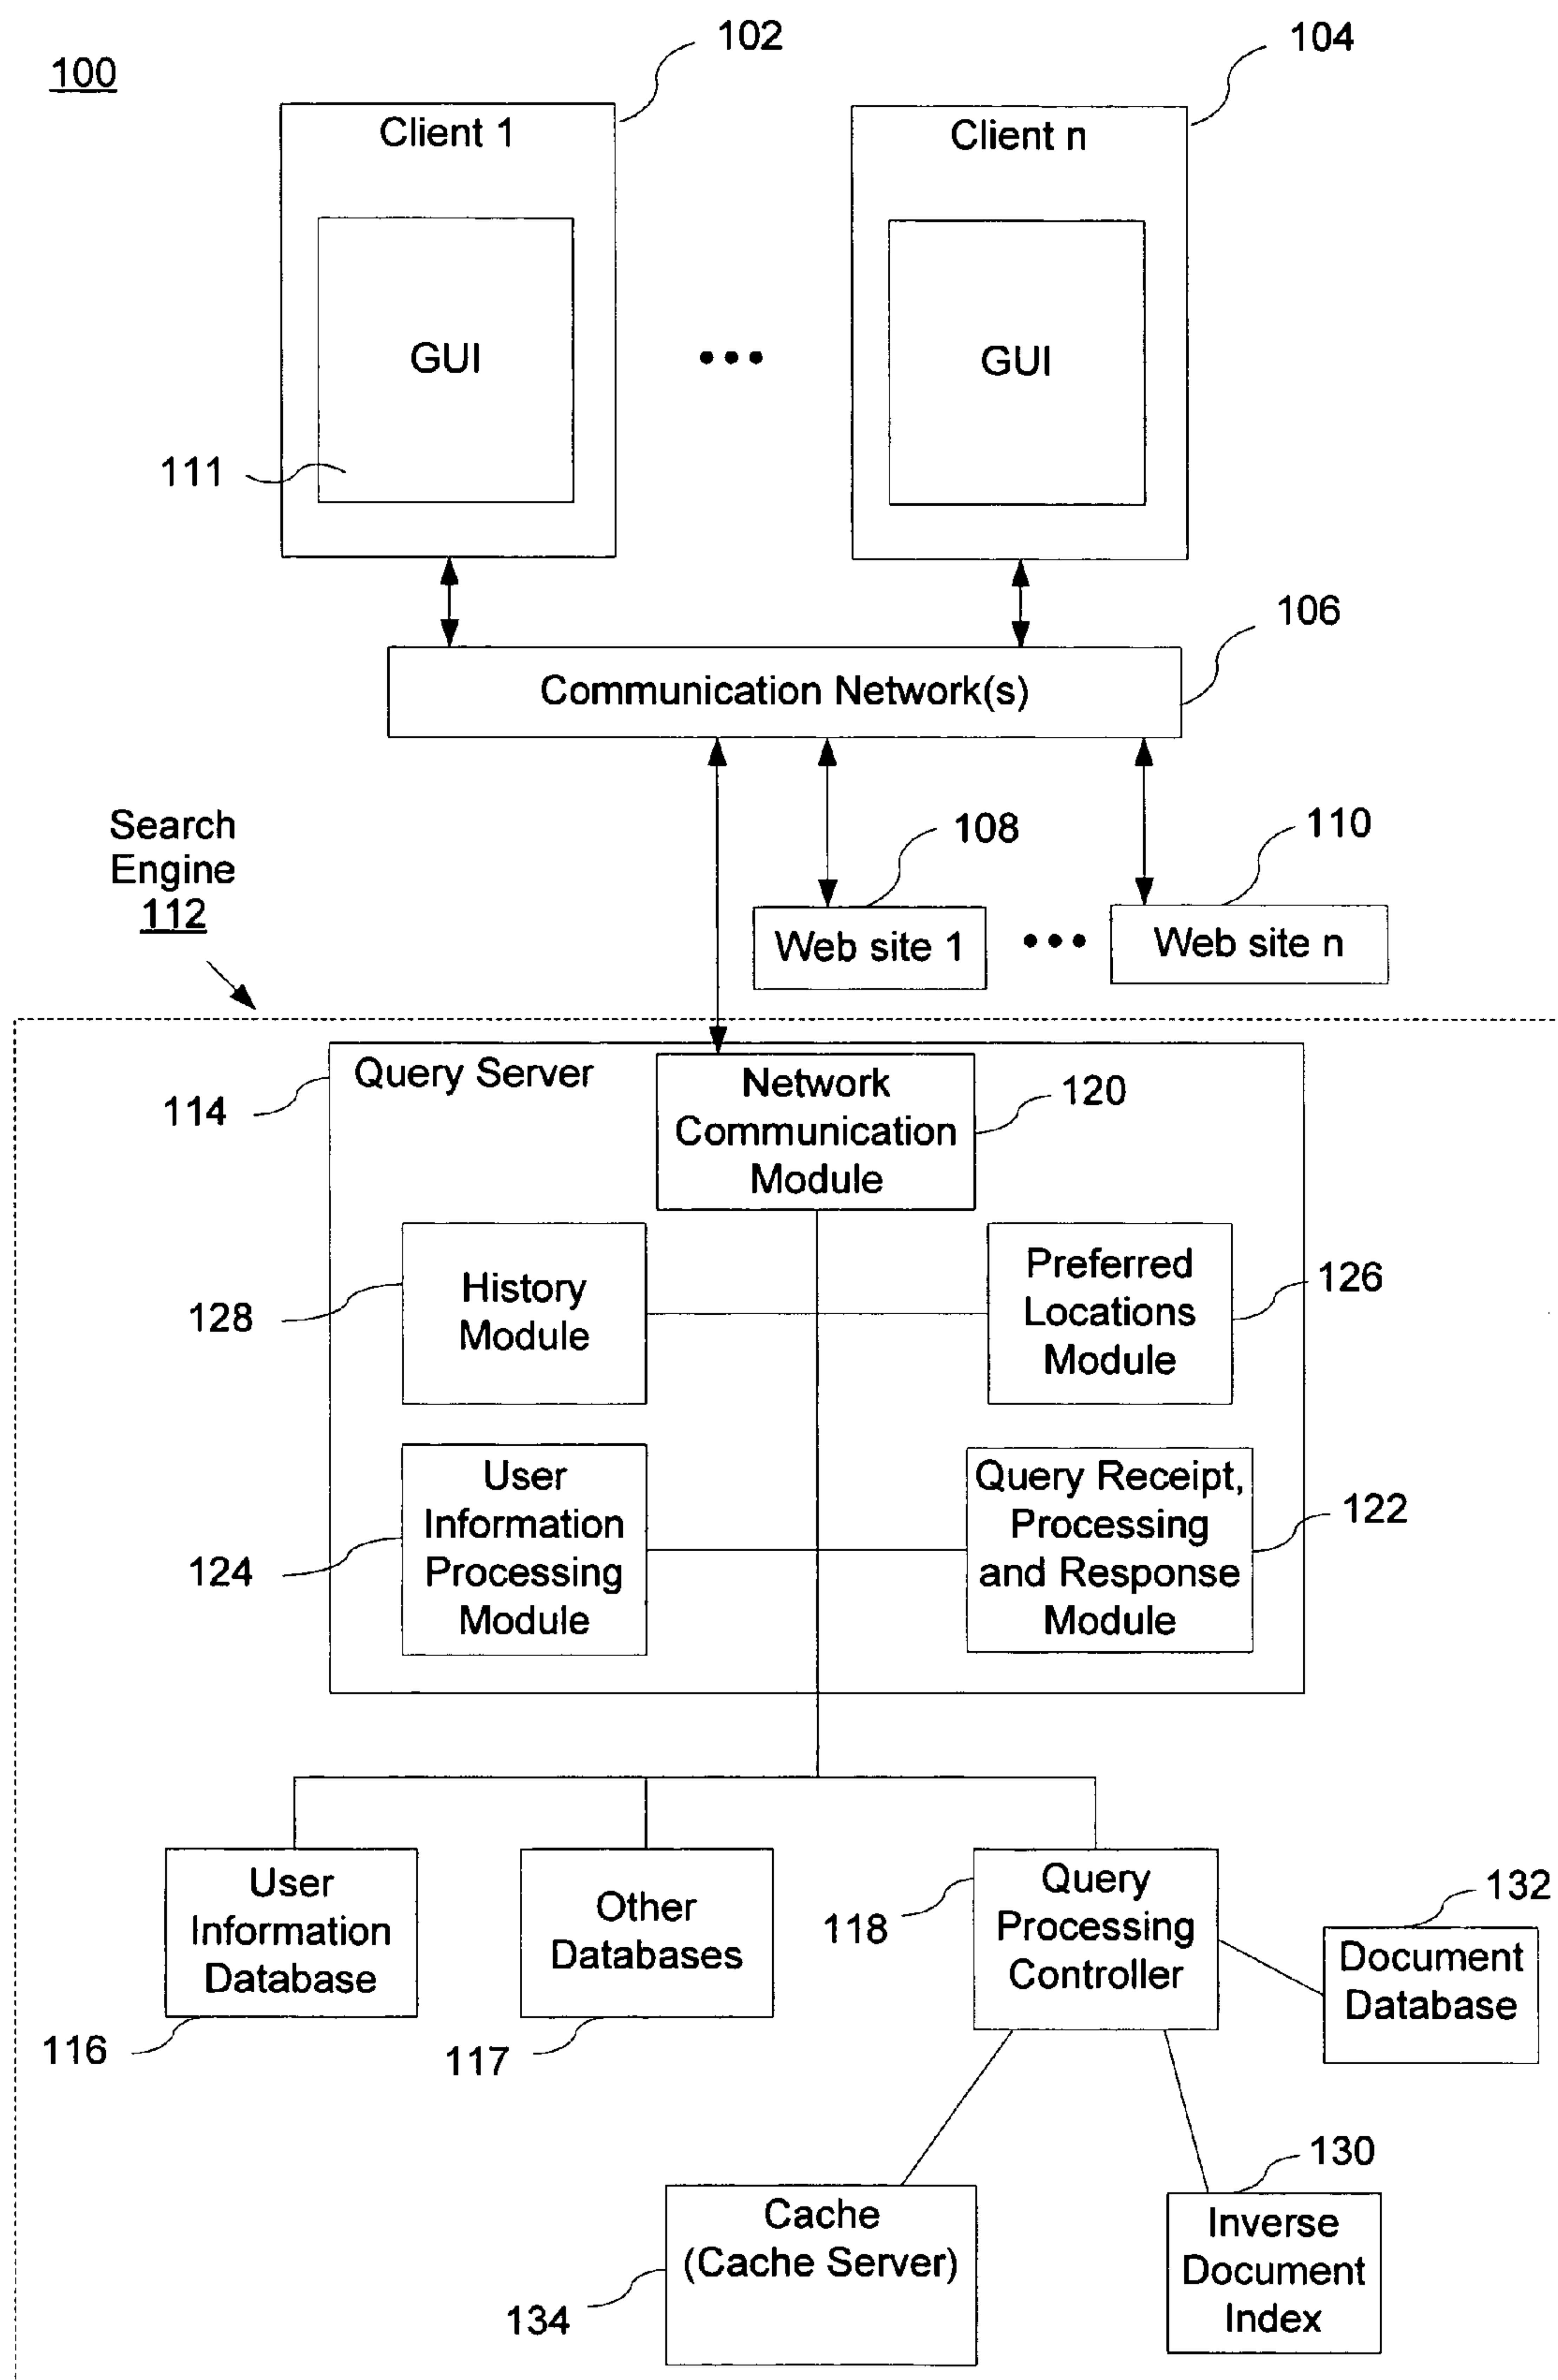 100
102
104
Client 1
Client n
GUI
GUI
•••
111
106
Communication Network(s)
Search
Engine
112
108
110
Web site 1
•••
Web site n
Query Server
114
Network
Communication
Module
120
History
Module
128
Preferred
Locations
Module
126
User
Information
Processing
Module
124
Query Receipt,
Processing
and Response
Module
122
User
Information
Database
116
Other
Databases
117
Query
Processing
Controller
118
132
Document
Database
Cache
(Cache Server)
134
130
Inverse
Document
Index